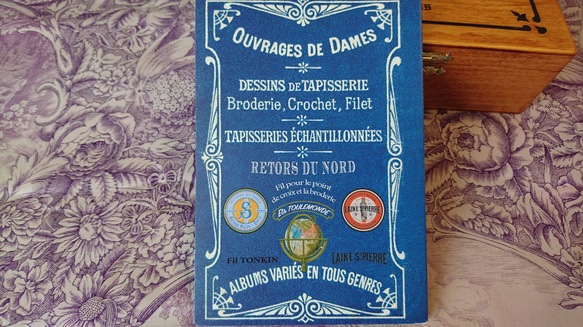 OUVRAGES DE DAMES
DESSINS DE TAPISSERIE
Broderie, Crochet, Filet
TAPISSERIES ÉCHANTILLONNÉES
RETORS DU NORD
Fil pour le point
de croix et la broderie
S
Ets TOULEMONDE
LAINE St PIERRE
FIL TONKIN
LAINE St PIERRE
ALBUMS VARIÉS EN TOUS GENRES